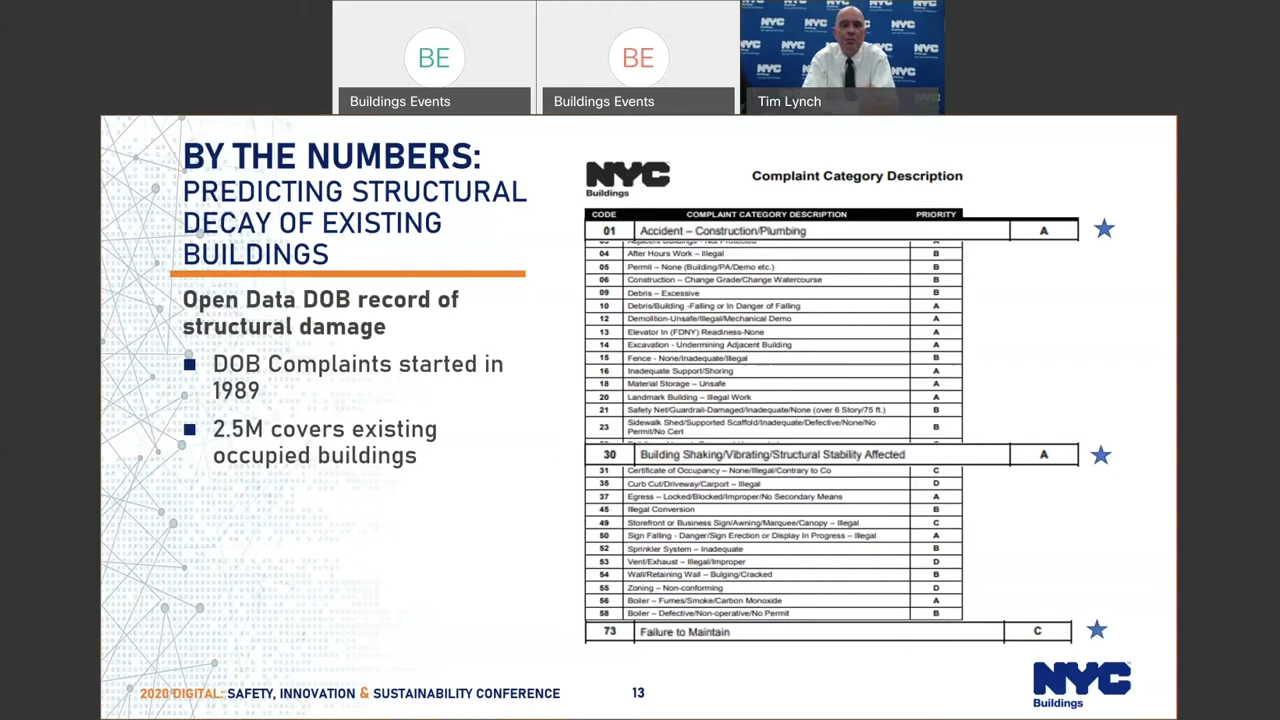 BE
BE
NYC
Buildings
NYC
NYC
NYC
NYC
NYC
Buildings Events
Buildings Events
Tim Lynch
BY THE NUMBERS:
PREDICTING STRUCTURAL
DECAY OF EXISTING
BUILDINGS
Open Data DOB record of
structural damage
DOB Complaints started in
1989
2.5M covers existing
occupied buildings
NYC
Buildings
Complaint Category Description
CODE COMPLAINT CATEGORY DESCRIPTION PRIORITY
01 Accident – Construction/Plumbing A
04 After Hours Work – Illegal B
05 Permit – None (Building/PA/Demo etc.) B
06 Construction – Change Grade/Change Watercourse B
09 Debris – Excessive B
10 Debris/Building -Falling or In Danger of Falling A
12 Demolition-Unsafe/Illegal/Mechanical Demo A
13 Elevator In (FDNY) Readiness-None A
14 Excavation - Undermining Adjacent Building A
15 Fence - None/Inadequate/Illegal B
16 Inadequate Support/Shoring A
18 Material Storage – Unsafe A
20 Landmark Building – Illegal Work A
21 Safety Net/Guardrail-Damaged/Inadequate/None (over 6 Story/75 ft.) B
23 Sidewalk Shed/Supported Scaffold/Inadequate/Defective/None/No B
Permit/No Cert
30 Building Shaking/Vibrating/Structural Stability Affected A
31 Certificate of Occupancy – None/Illegal/Contrary to Co C
35 Curb Cut/Driveway/Carport – Illegal D
37 Egress – Locked/Blocked/Improper/No Secondary Means A
45 Illegal Conversion B
49 Storefront or Business Sign/Awning/Marquee/Canopy – Illegal C
50 Sign Falling - Danger/Sign Erection or Display In Progress – Illegal A
52 Sprinkler System – Inadequate B
53 Vent/Exhaust – Illegal/Improper D
54 Wall/Retaining Wall – Bulging/Cracked B
55 Zoning – Non-conforming D
56 Boiler – Fumes/Smoke/Carbon Monoxide A
58 Boiler – Defective/Non-operative/No Permit B
73 Failure to Maintain C
2020 DIGITAL: SAFETY, INNOVATION & SUSTAINABILITY CONFERENCE
13
NYC
Buildings